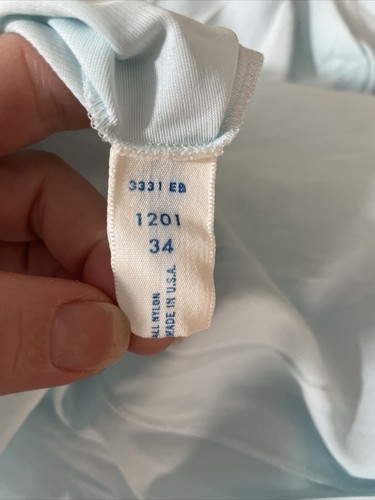 3331 EB
1201
34
ALL NYLON
MADE IN U.S.A.